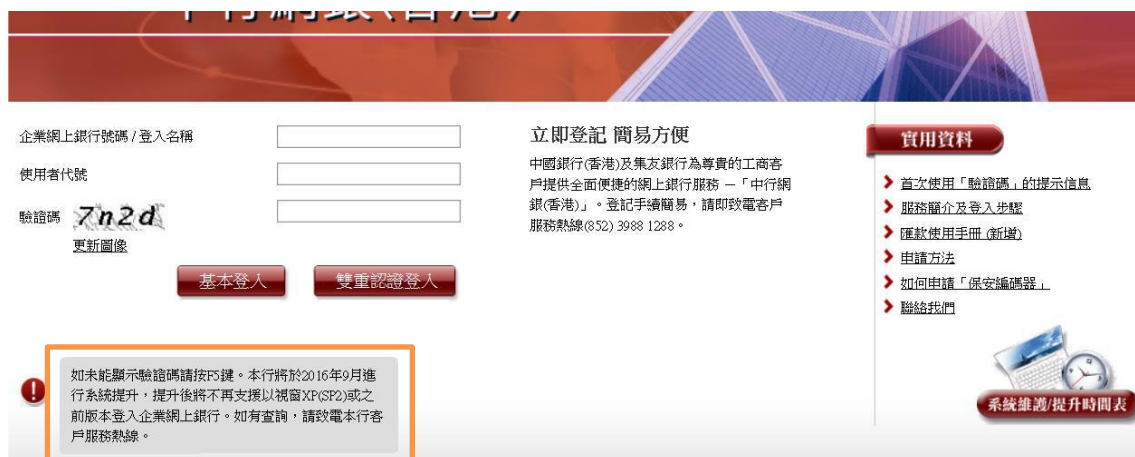 中行網銀(香港)
企業網上銀行號碼 / 登入名稱
使用者代號
驗證碼 7n2d
更新圖像
基本登入 雙重認證登入
如未能顯示驗證碼請按F5鍵。本行將於2016年9月進
行系統提升,提升後將不再支援以視窗XP(SP2)或之
前版本登入企業網上銀行。如有查詢,請致電本行客
戶服務熱線。
立即登記 簡易方便
中國銀行(香港)及集友銀行為尊貴的工商客
戶提供全面便捷的網上銀行服務 —「中行網
銀(香港)」。登記手續簡易,請即致電客戶
服務熱線(852) 3988 1288。
實用資料
首次使用「驗證碼」的提示信息
服務簡介及登入步驟
匯款使用手冊 (新增)
申請方法
如何申請「保安編碼器」
聯絡我們
系統維護/提升時間表